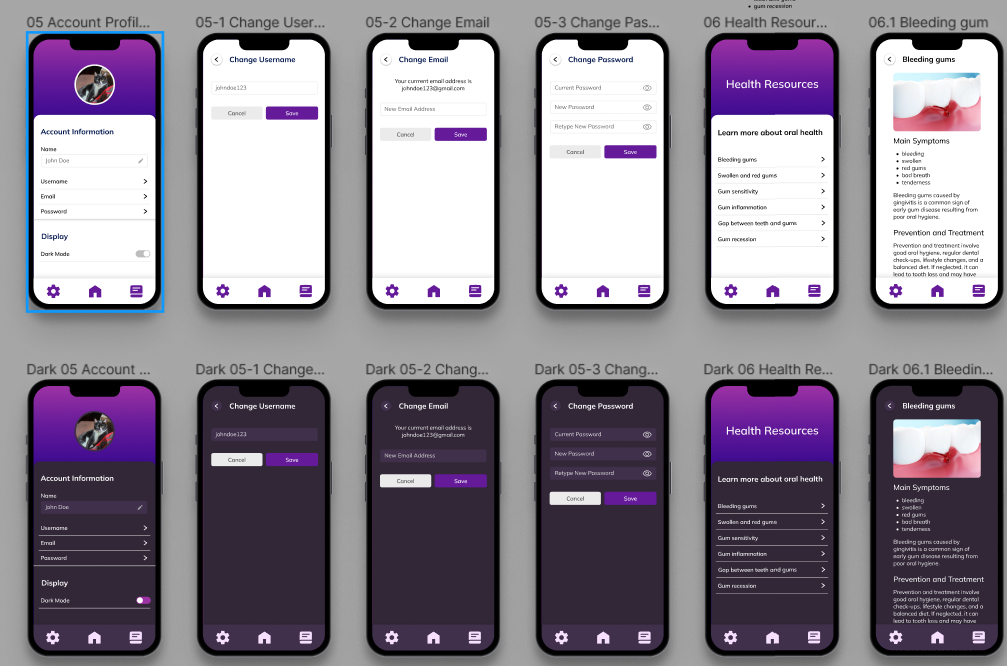 • gum recession
05 Account Profil...
05-1 Change User...
05-2 Change Email
05-3 Change Pas...
06 Health Resour...
06.1 Bleeding gum
Account Information
Name
John Doe
Username
Email
Password
Display
Dark Mode
Change Username
johndoe123
Cancel
Save
Change Email
Your current email address is
johndoe123@gmail.com
New Email Address
Cancel
Save
Change Password
Current Password
New Password
Retype New Password
Cancel
Save
Health Resources
Learn more about oral health
Bleeding gums
Swollen and red gums
Gum sensitivity
Gum inflammation
Gap between teeth and gums
Gum recession
Bleeding gums
Main Symptoms
• bleeding
• swollen
• red gums
• bad breath
• tenderness
Bleeding gums caused by
gingivitis is a common sign of
early gum disease resulting from
poor oral hygiene.
Prevention and Treatment
Prevention and treatment involve
good oral hygiene, regular dental
check-ups, lifestyle changes, and a
balanced diet. If neglected, it can
lead to tooth loss and may have
Dark 05 Account ...
Dark 05-1 Change...
Dark 05-2 Chang...
Dark 05-3 Chang...
Dark 06 Health Re...
Dark 06.1 Bleedin...
Account Information
Name
John Doe
Username
Email
Password
Display
Dark Mode
Change Username
johndoe123
Cancel
Save
Change Email
Your current email address is
johndoe123@gmail.com
New Email Address
Cancel
Save
Change Password
Current Password
New Password
Retype New Password
Cancel
Save
Health Resources
Learn more about oral health
Bleeding gums
Swollen and red gums
Gum sensitivity
Gum inflammation
Gap between teeth and gums
Gum recession
Bleeding gums
Main Symptoms
• bleeding
• swollen
• red gums
• bad breath
• tenderness
Bleeding gums caused by
gingivitis is a common sign of
early gum disease resulting from
poor oral hygiene.
Prevention and Treatment
Prevention and treatment involve
good oral hygiene, regular dental
check-ups, lifestyle changes, and a
balanced diet. If neglected, it can
lead to tooth loss and may have